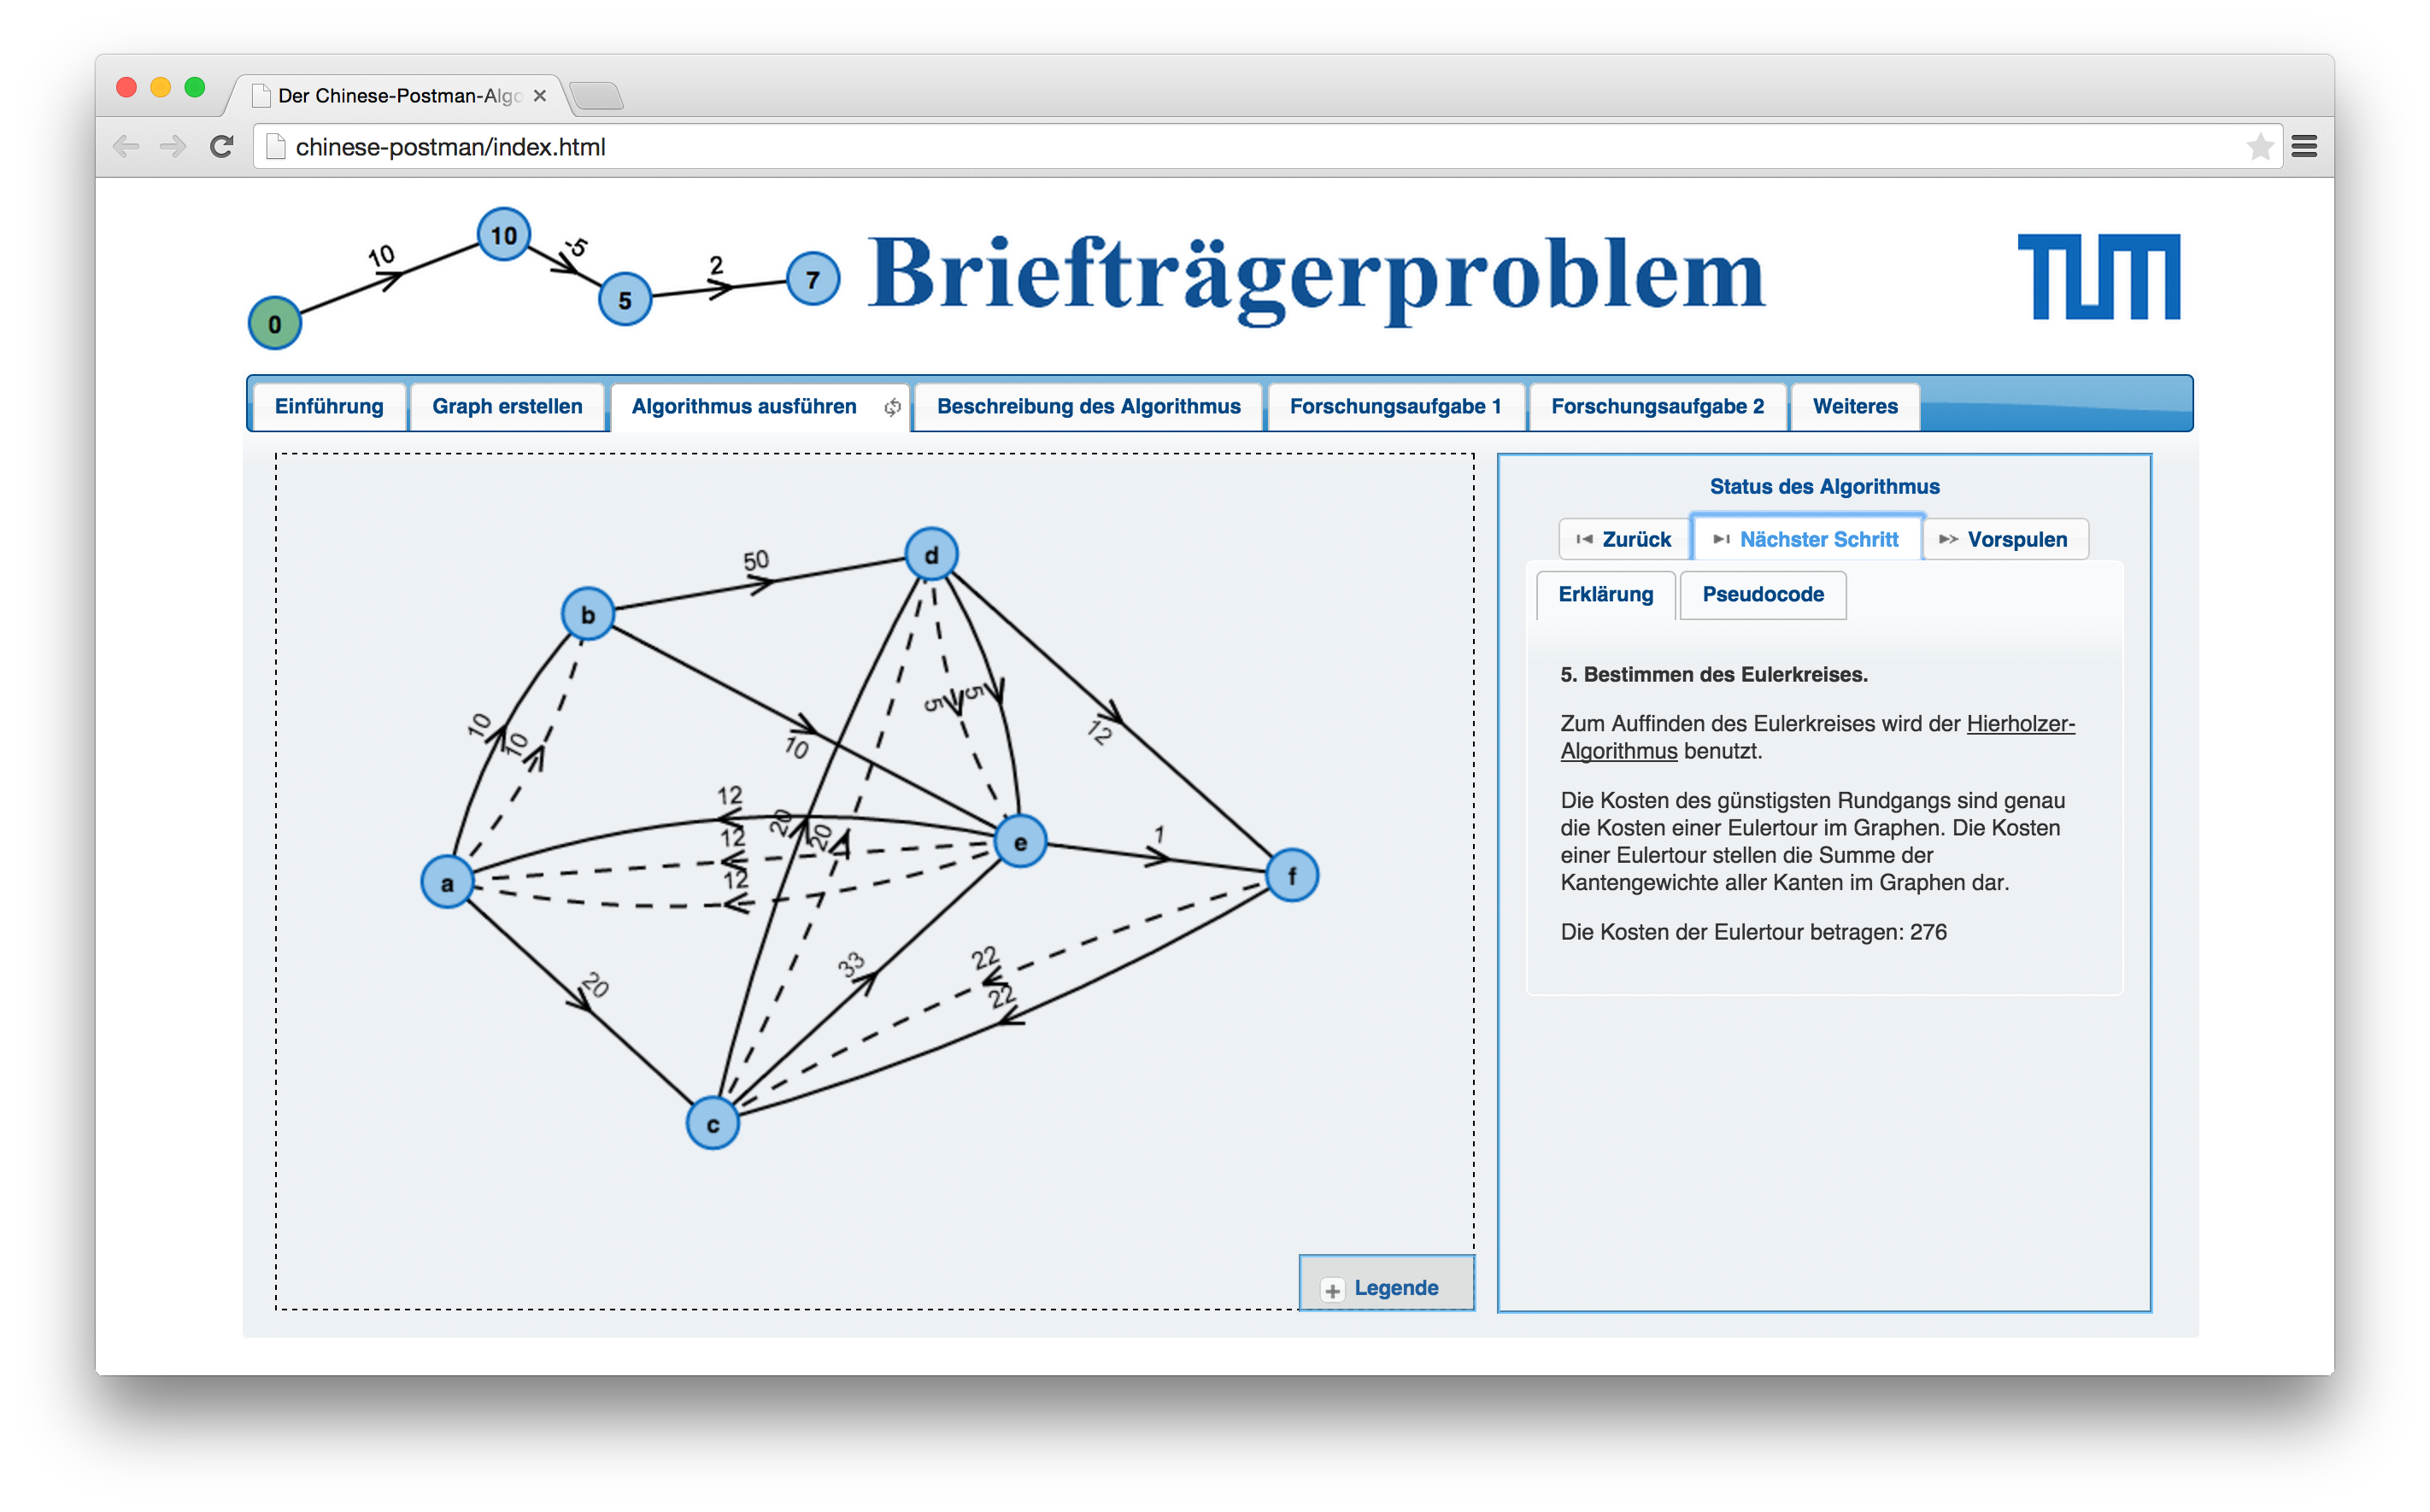 Der Chinese-Postman-Algo
chinese-postman/index.html
0
10
10
-5
5
2
7
Briefträgerproblem
TUM
Einführung
Graph erstellen
Algorithmus ausführen
Beschreibung des Algorithmus
Forschungsaufgabe 1
Forschungsaufgabe 2
Weiteres
d
50
b
5
5
10
10
12
10
12
20
20
12
12
1
e
a
f
20
33
22
22
c
Legende
Status des Algorithmus
Zurück
Nächster Schritt
Vorspulen
Erklärung
Pseudocode
5. Bestimmen des Eulerkreises.
Zum Auffinden des Eulerkreises wird der Hierholzer-
Algorithmus benutzt.
Die Kosten des günstigsten Rundgangs sind genau
die Kosten einer Eulertour im Graphen. Die Kosten
einer Eulertour stellen die Summe der
Kantengewichte aller Kanten im Graphen dar.
Die Kosten der Eulertour betragen: 276